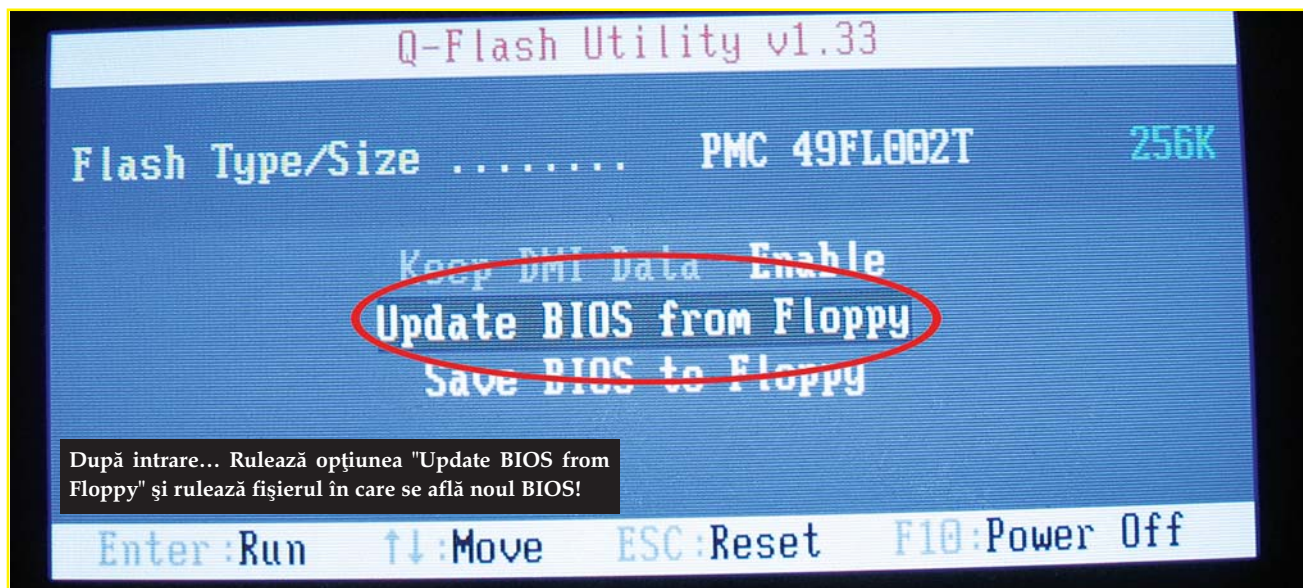 Q-Flash Utility v1.33
Flash Type/Size ........ PMC 49FL002T 256K
Keep DMI Data Enable
Update BIOS from Floppy
Save BIOS to Floppy
După intrare… Rulează opţiunea "Update BIOS from
Floppy" şi rulează fişierul în care se află noul BIOS!
Enter:Run ↑↓:Move ESC:Reset F10:Power Off